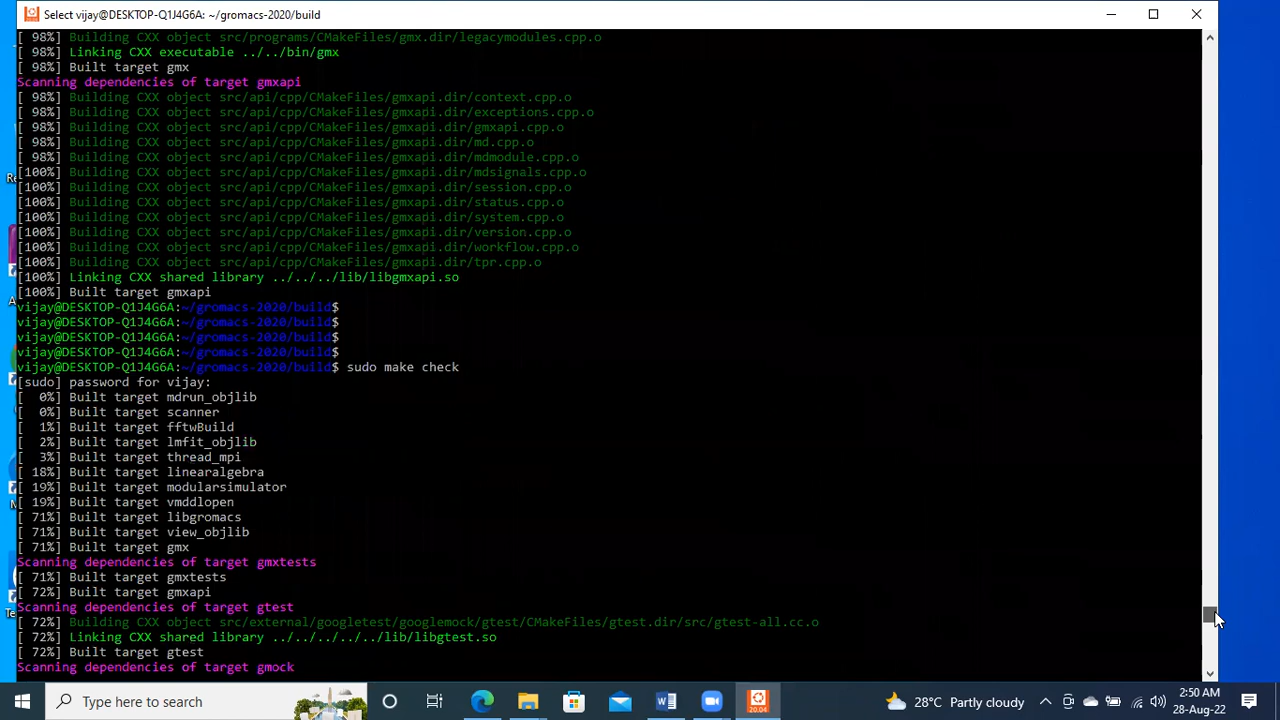 Select vijay@DESKTOP-Q1J4G6A: ~/gromacs-2020/build
[ 98%] Building CXX object src/programs/CMakeFiles/gmx.dir/legacymodules.cpp.o
[ 98%] Linking CXX executable ../../bin/gmx
[ 98%] Built target gmx
Scanning dependencies of target gmxapi
[ 98%] Building CXX object src/api/cpp/CMakeFiles/gmxapi.dir/context.cpp.o
[ 98%] Building CXX object src/api/cpp/CMakeFiles/gmxapi.dir/exceptions.cpp.o
[ 98%] Building CXX object src/api/cpp/CMakeFiles/gmxapi.dir/gmxapi.cpp.o
[ 98%] Building CXX object src/api/cpp/CMakeFiles/gmxapi.dir/md.cpp.o
[ 98%] Building CXX object src/api/cpp/CMakeFiles/gmxapi.dir/mdmodule.cpp.o
[100%] Building CXX object src/api/cpp/CMakeFiles/gmxapi.dir/mdsignals.cpp.o
[100%] Building CXX object src/api/cpp/CMakeFiles/gmxapi.dir/session.cpp.o
[100%] Building CXX object src/api/cpp/CMakeFiles/gmxapi.dir/status.cpp.o
[100%] Building CXX object src/api/cpp/CMakeFiles/gmxapi.dir/system.cpp.o
[100%] Building CXX object src/api/cpp/CMakeFiles/gmxapi.dir/version.cpp.o
[100%] Building CXX object src/api/cpp/CMakeFiles/gmxapi.dir/workflow.cpp.o
[100%] Building CXX object src/api/cpp/CMakeFiles/gmxapi.dir/tpr.cpp.o
[100%] Linking CXX shared library ../../../lib/libgmxapi.so
[100%] Built target gmxapi
vijay@DESKTOP-Q1J4G6A:~/gromacs-2020/build$
vijay@DESKTOP-Q1J4G6A:~/gromacs-2020/build$
vijay@DESKTOP-Q1J4G6A:~/gromacs-2020/build$
vijay@DESKTOP-Q1J4G6A:~/gromacs-2020/build$
vijay@DESKTOP-Q1J4G6A:~/gromacs-2020/build$ sudo make check
[sudo] password for vijay:
[  0%] Built target mdrun_objlib
[  0%] Built target scanner
[  1%] Built target fftwBuild
[  2%] Built target lmfit_objlib
[  3%] Built target thread_mpi
[ 18%] Built target linearalgebra
[ 19%] Built target modularsimulator
[ 19%] Built target vmddlopen
[ 71%] Built target libgromacs
[ 71%] Built target view_objlib
[ 71%] Built target gmx
Scanning dependencies of target gmxtests
[ 71%] Built target gmxtests
[ 72%] Built target gmxapi
Scanning dependencies of target gtest
[ 72%] Building CXX object src/external/googletest/googlemock/gtest/CMakeFiles/gtest.dir/src/gtest-all.cc.o
[ 72%] Linking CXX shared library ../../../../../lib/libgtest.so
[ 72%] Built target gtest
Scanning dependencies of target gmock
Type here to search
20.04
28°C Partly cloudy
2:50 AM
28-Aug-22